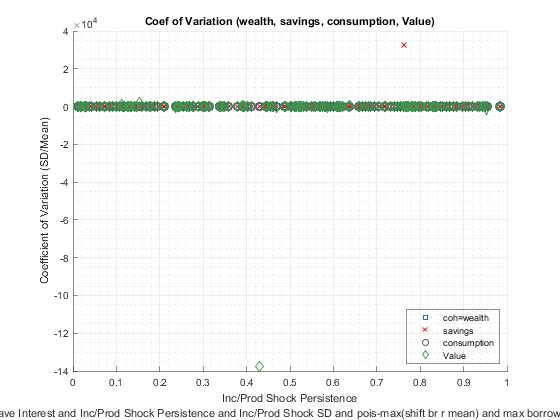 Coef of Variation (wealth, savings, consumption, Value)
×10⁴
4
2
0
-2
-4
-6
-8
-10
-12
-14
Coefficient of Variation (SD/Mean)
0 0.1 0.2 0.3 0.4 0.5 0.6 0.7 0.8 0.9 1
coh=wealth
savings
consumption
Value
Inc/Prod Shock Persistence
ave Interest and Inc/Prod Shock Persistence and Inc/Prod Shock SD and pois-max(shift br r mean) and max borrow